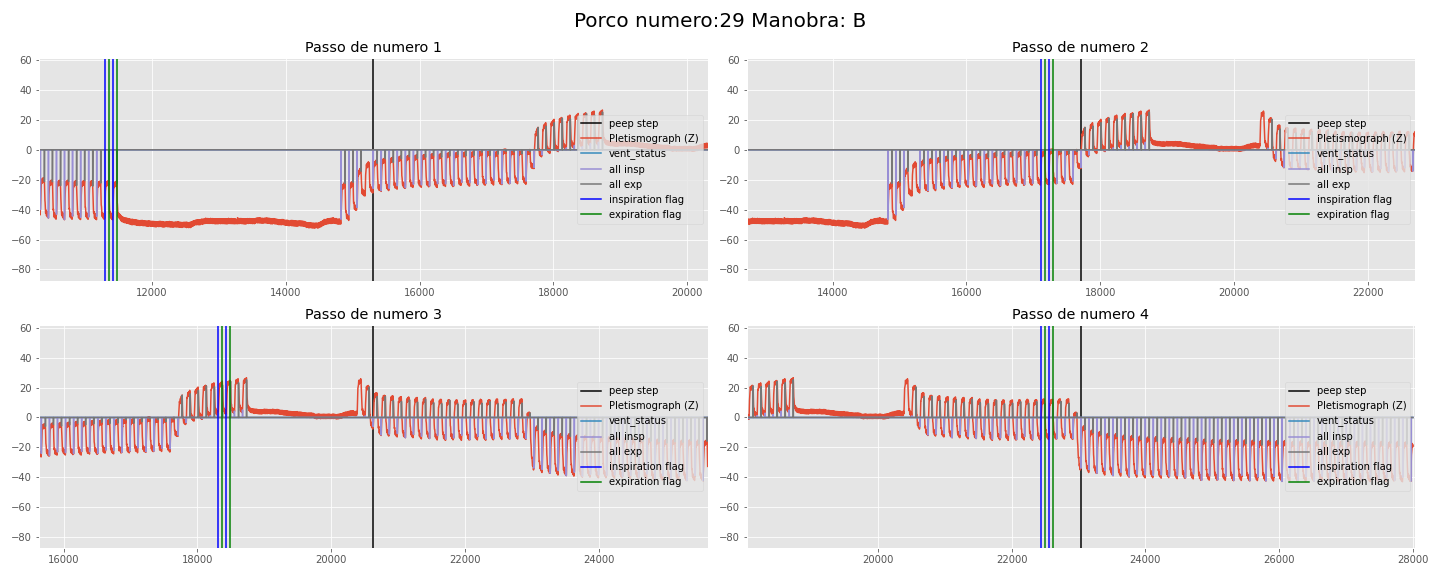 Porco numero:29 Manobra: B
Passo de numero 1
60
40
20
0
−20
−40
−60
−80
12000 14000 16000 18000 20000
peep step
Pletismograph (Z)
vent_status
all insp
all exp
inspiration flag
expiration flag
Passo de numero 2
60
40
20
0
−20
−40
−60
−80
14000 16000 18000 20000 22000
peep step
Pletismograph (Z)
vent_status
all insp
all exp
inspiration flag
expiration flag
Passo de numero 3
60
40
20
0
−20
−40
−60
−80
16000 18000 20000 22000 24000
peep step
Pletismograph (Z)
vent_status
all insp
all exp
inspiration flag
expiration flag
Passo de numero 4
60
40
20
0
−20
−40
−60
−80
20000 22000 24000 26000 28000
peep step
Pletismograph (Z)
vent_status
all insp
all exp
inspiration flag
expiration flag